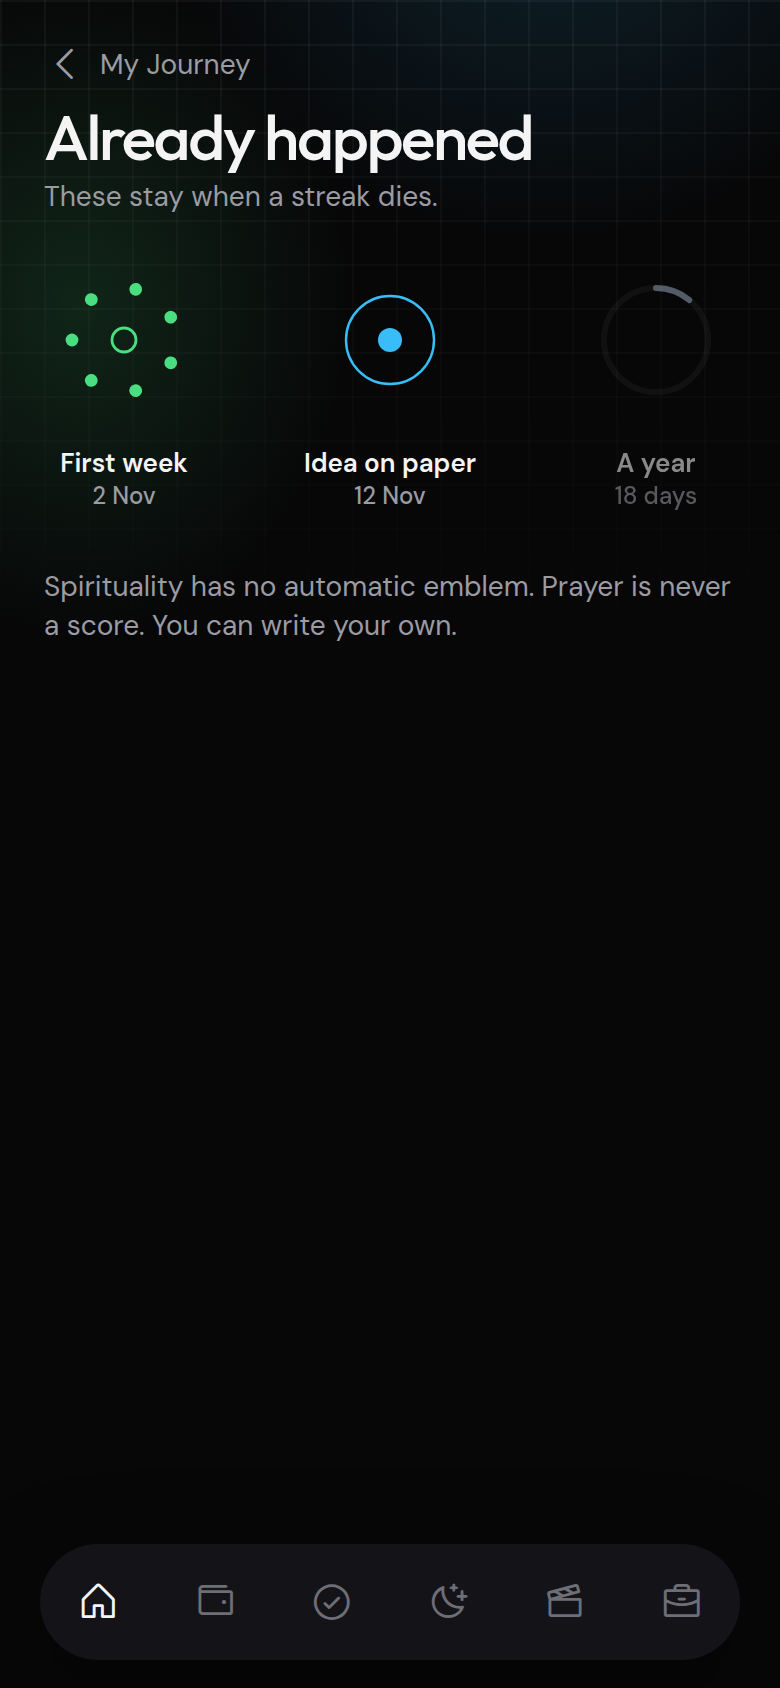 My Journey
Already happened
These stay when a streak dies.
First week
2 Nov
Idea on paper
12 Nov
A year
18 days
Spirituality has no automatic emblem. Prayer is never
a score. You can write your own.